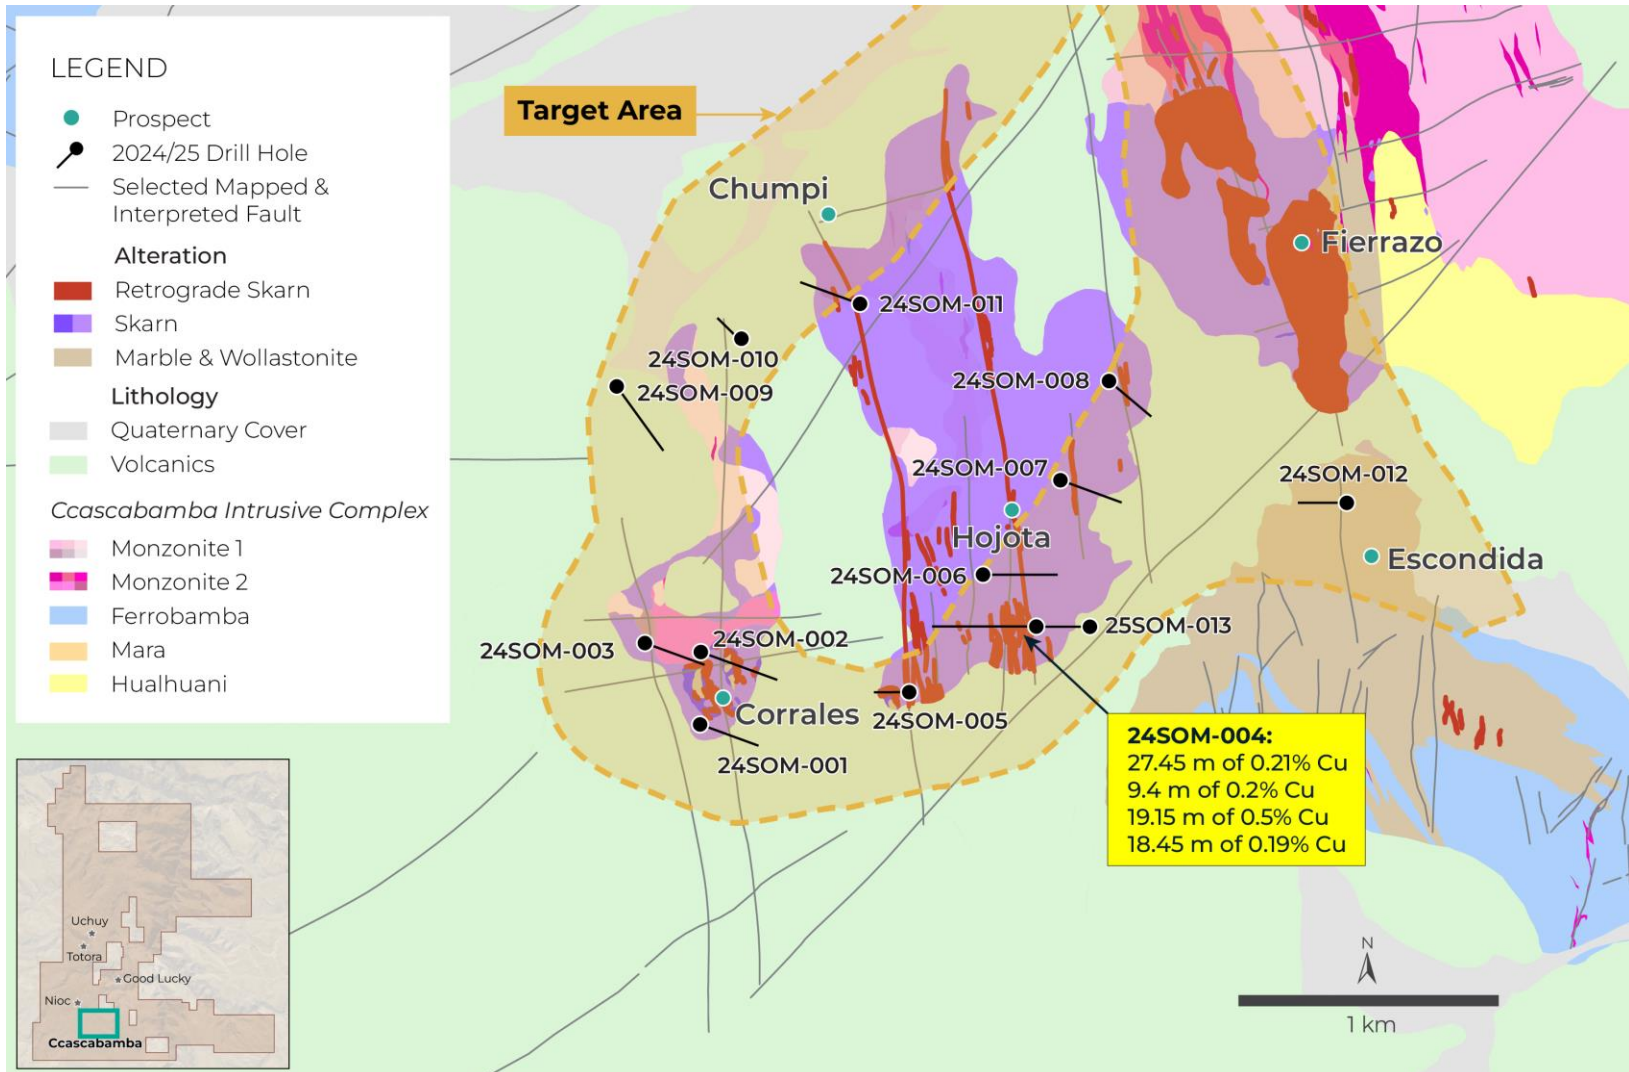 LEGEND
Prospect
2024/25 Drill Hole
Selected Mapped &
Interpreted Fault
Alteration
Retrograde Skarn
Skarn
Marble & Wollastonite
Lithology
Quaternary Cover
Volcanics
Ccascabamba Intrusive Complex
Monzonite 1
Monzonite 2
Ferrobamba
Mara
Hualhuani
Target Area
Chumpi
Fierrazo
24SOM-011
24SOM-010
24SOM-009
24SOM-008
24SOM-007
24SOM-012
Hojota
Escondida
24SOM-006
25SOM-013
24SOM-002
24SOM-003
Corrales
24SOM-005
24SOM-001
24SOM-004:
27.45 m of 0.21% Cu
9.4 m of 0.2% Cu
19.15 m of 0.5% Cu
18.45 m of 0.19% Cu
Uchuy
Totora
Good Lucky
Nioc
Ccascabamba
N
1 km